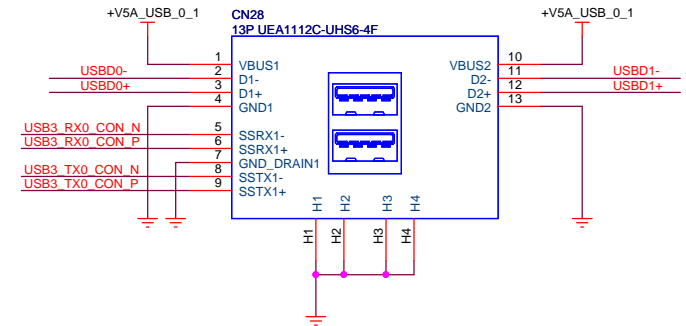 +V5A_USB_0_1
CN28
13P UEA1112C-UHS6-4F
+V5A_USB_0_1
1 VBUS1
VBUS2 10
USBD0- 2 D1-
D2- 11 USBD1-
USBD0+ 3 D1+
D2+ 12 USBD1+
4 GND1
GND2 13
USB3_RX0_CON_N 5 SSRX1-
USB3_RX0_CON_P 6 SSRX1+
7 GND_DRAIN1
USB3_TX0_CON_N 8 SSTX1-
USB3_TX0_CON_P 9 SSTX1+
H1 H2 H3 H4
H1 H2 H3 H4